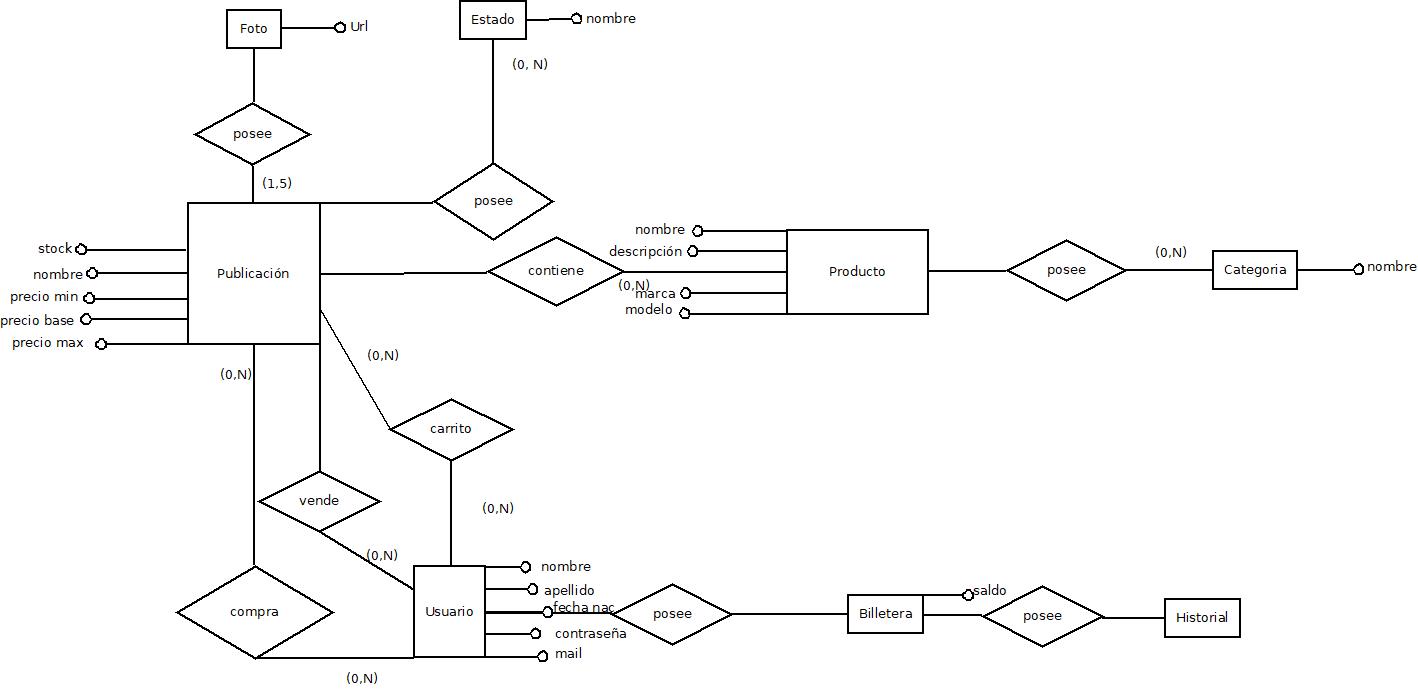 Estado
nombre
Foto
Url
(0, N)
posee
(1,5)
posee
nombre
stock
descripción
(0,N)
nombre
Publicación
contiene
Producto
posee
Categoria
nombre
(0,N)
precio min
marca
precio base
modelo
precio max
(0,N)
(0,N)
carrito
vende
(0,N)
(0,N)
nombre
apellido
saldo
fecha nac
compra
Usuario
posee
Billetera
posee
Historial
contraseña
mail
(0,N)